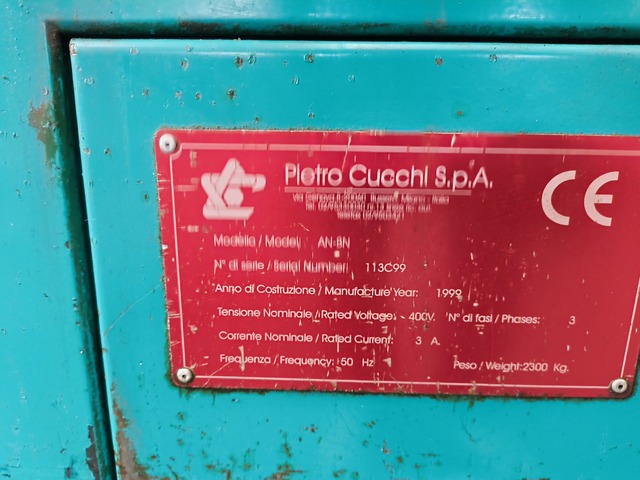 Pietro Cucchi S.p.A.
CE
Modello / Model: AN-BN
N° di serie / Serial Number: 113C99
Anno di Costruzione / Manufacture Year: 1999
Tensione Nominale / Rated Voltage: 400V. N° di fasi / Phases: 3
Corrente Nominale / Rated Current: 3 A.
Frequenza / Frequency: 50 Hz Peso / Weight: 2300 Kg.